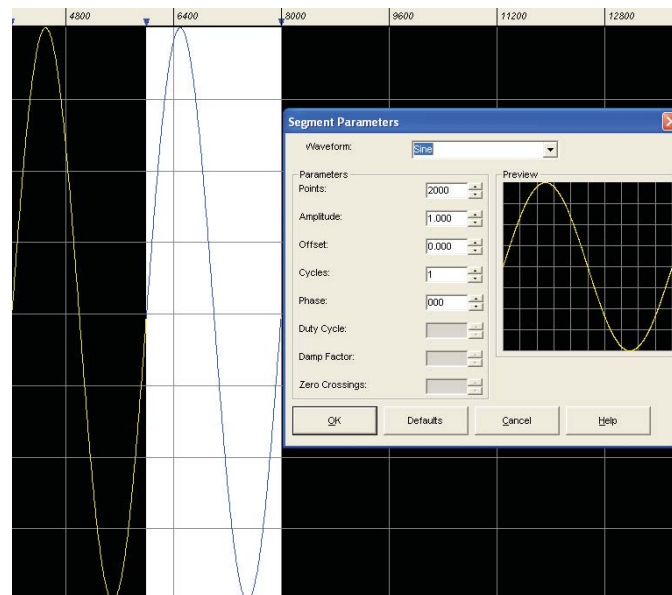 4800 6400 8000 9600 11200 12800
Segment Parameters
Waveform: Sine
Parameters
Preview
Points: 2000
Amplitude: 1.000
Offset: 0.000
Cycles: 1
Phase: 000
Duty Cycle:
Damp Factor:
Zero Crossings:
OK Defaults Cancel Help